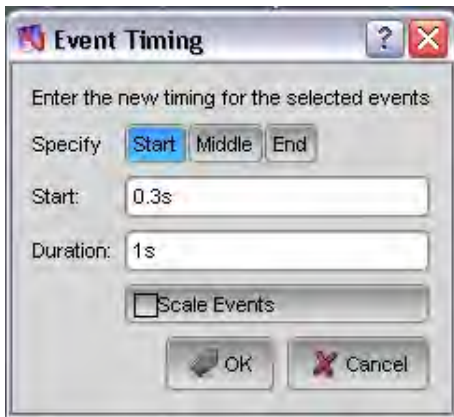 Event Timing
Enter the new timing for the selected events
Specify Start Middle End
Start: 0.3s
Duration: 1s
Scale Events
OK Cancel